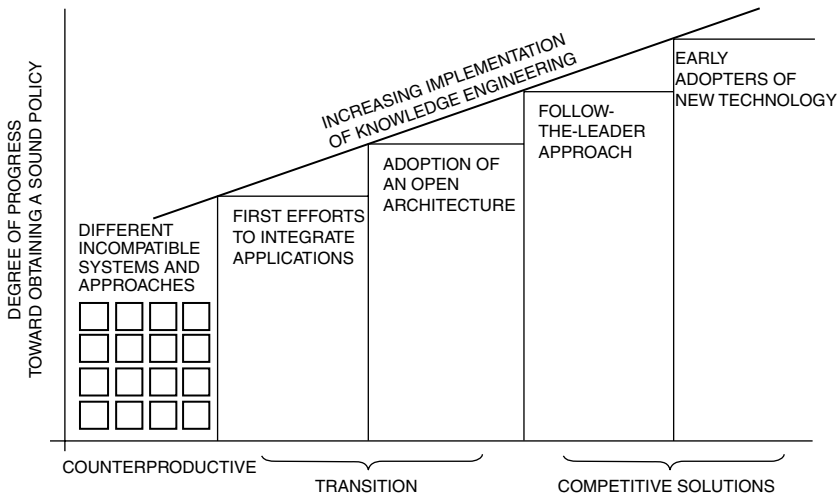 DEGREE OF PROGRESS
TOWARD OBTAINING A SOUND POLICY
INCREASING IMPLEMENTATION
OF KNOWLEDGE ENGINEERING
DIFFERENT
INCOMPATIBLE
SYSTEMS AND
APPROACHES
FIRST EFFORTS
TO INTEGRATE
APPLICATIONS
ADOPTION OF
AN OPEN
ARCHITECTURE
FOLLOW-
THE-LEADER
APPROACH
EARLY
ADOPTERS OF
NEW TECHNOLOGY
COUNTERPRODUCTIVE
TRANSITION
COMPETITIVE SOLUTIONS